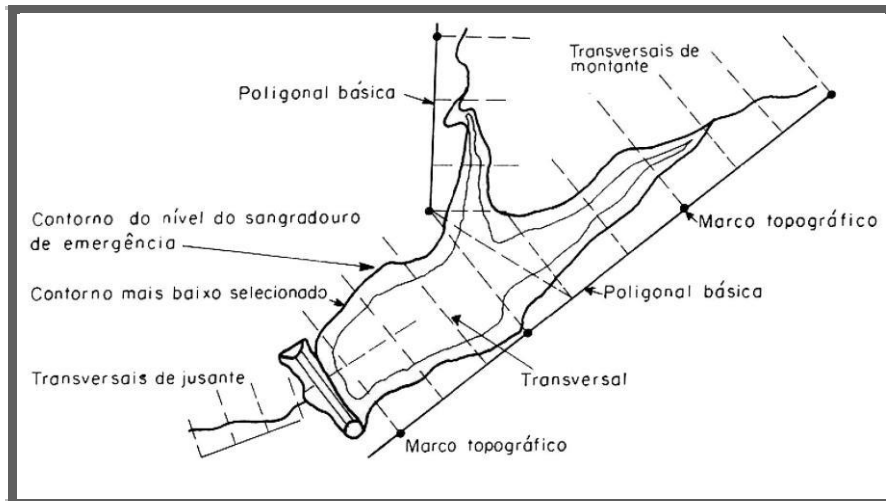 Transversais de
montante
Poligonal básica
Contorno do nível do sangradouro
de emergência
Marco topográfico
Contorno mais baixo selecionado
Poligonal básica
Transversais de jusante
Transversal
Marco topográfico